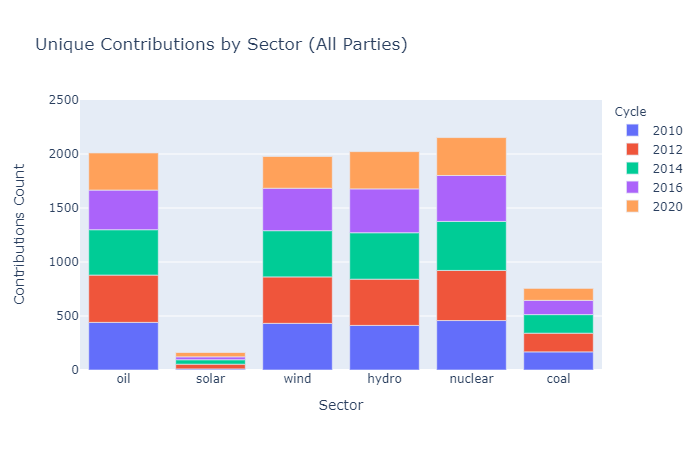 Unique Contributions by Sector (All Parties)
Contributions Count
2500
2000
1500
1000
500
0
oil solar wind hydro nuclear coal
Sector
Cycle
2010
2012
2014
2016
2020